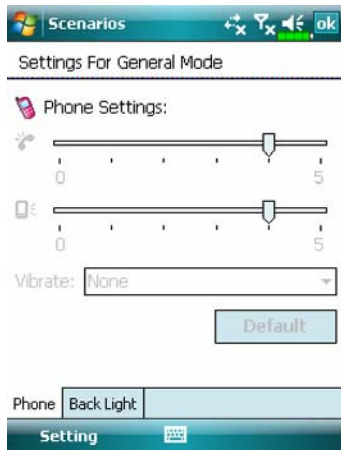 Scenarios ok
Settings For General Mode
Phone Settings:
0 5
0 5
Vibrate: None
Default
Phone Back Light
Setting